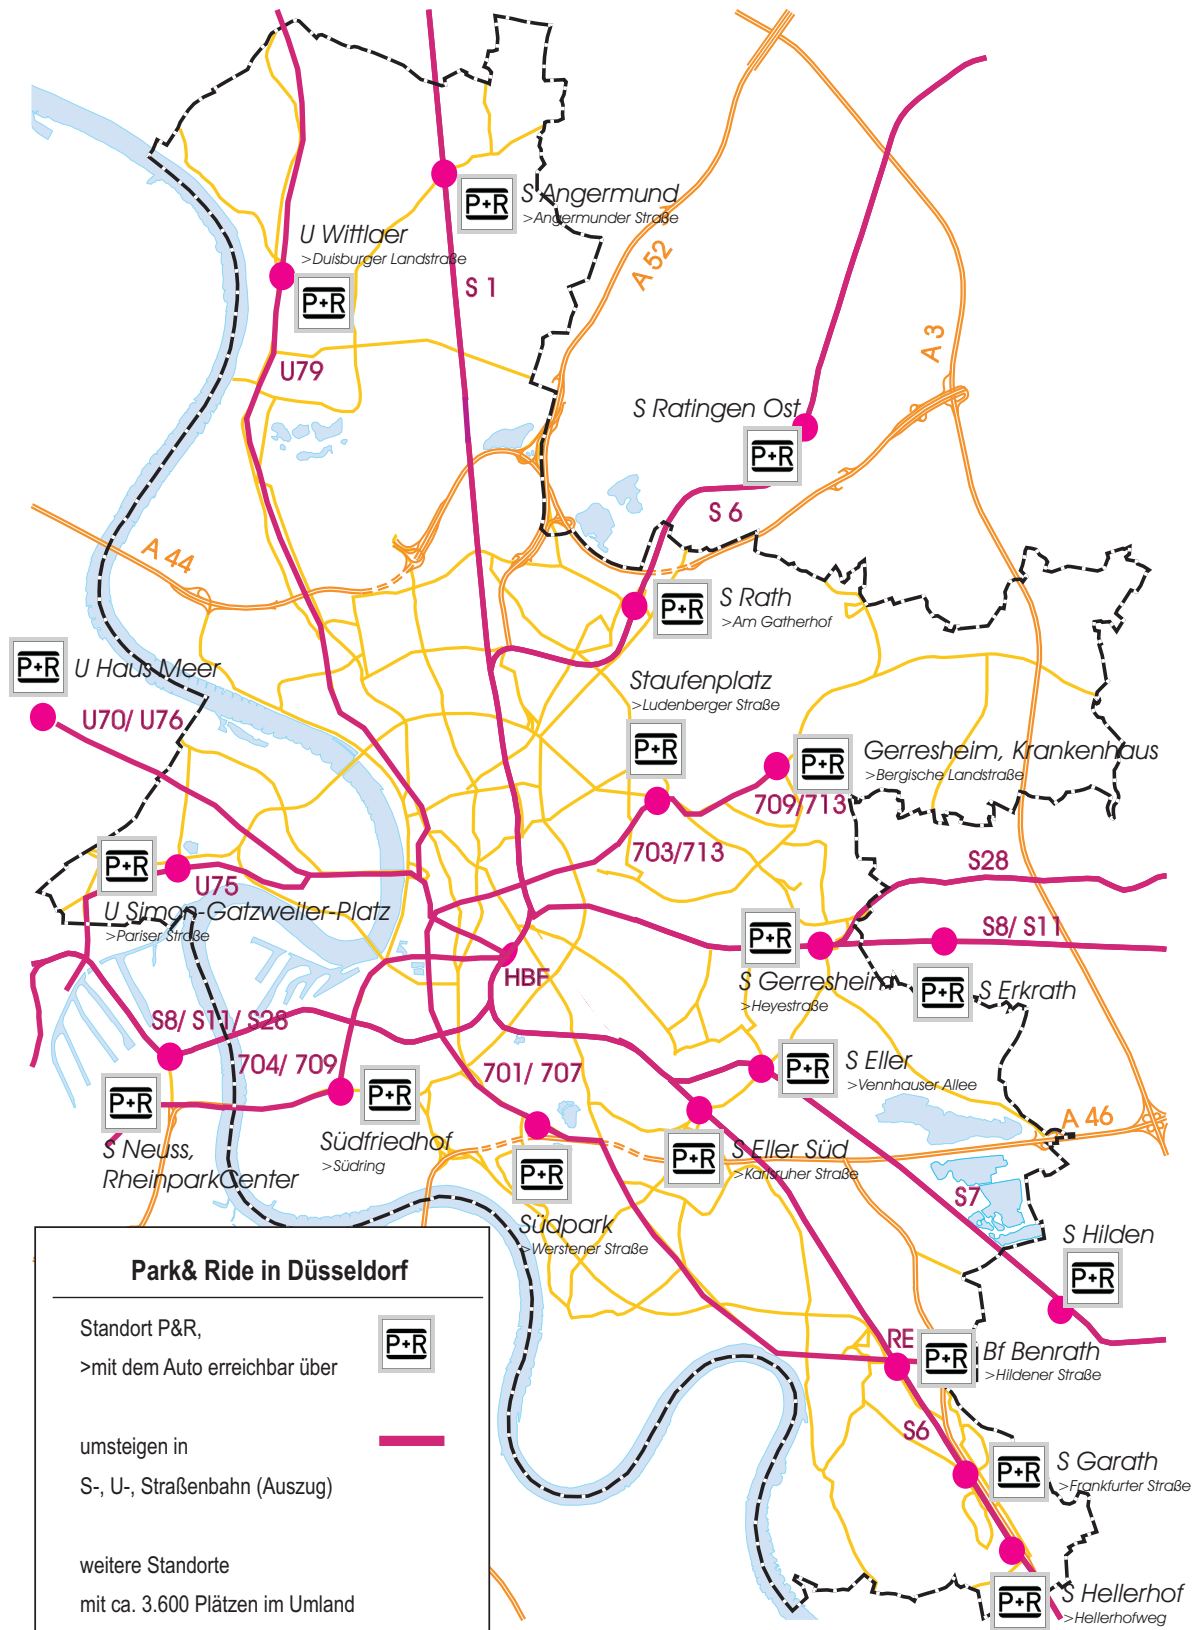 P+R
S Angermund
>Angermunder Straße
U Wittlaer
>Duisburger Landstraße
P+R
S 1
A 52
U79
A 3
S Ratingen Ost
P+R
S 6
A 44
P+R
S Rath
>Am Gatherhof
P+R
U Haus Meer
U70/ U76
Staufenplatz
>Ludenberger Straße
P+R
P+R
Gerresheim, Krankenhaus
>Bergische Landstraße
709/713
703/713
S28
P+R
U75
U Simon-Gatzweiler-Platz
>Pariser Straße
S8/ S11
P+R
HBF
S Gerresheim
>Heyestraße
P+R
S Erkrath
S8/ S11/ S28
704/ 709
701/ 707
P+R
S Eller
>Vennhauser Allee
P+R
P+R
A 46
S Neuss,
RheinparkCenter
Südfriedhof
>Südring
P+R
P+R
S Eller Süd
>Karlsruher Straße
S7
Südpark
>Werstener Straße
S Hilden
P+R
Park& Ride in Düsseldorf
Standort P&R,
P+R
>mit dem Auto erreichbar über
RE
P+R
Bf Benrath
>Hildener Straße
umsteigen in
S-, U-, Straßenbahn (Auszug)
S6
P+R
S Garath
>Frankfurter Straße
weitere Standorte
mit ca. 3.600 Plätzen im Umland
P+R
S Hellerhof
>Hellerhofweg